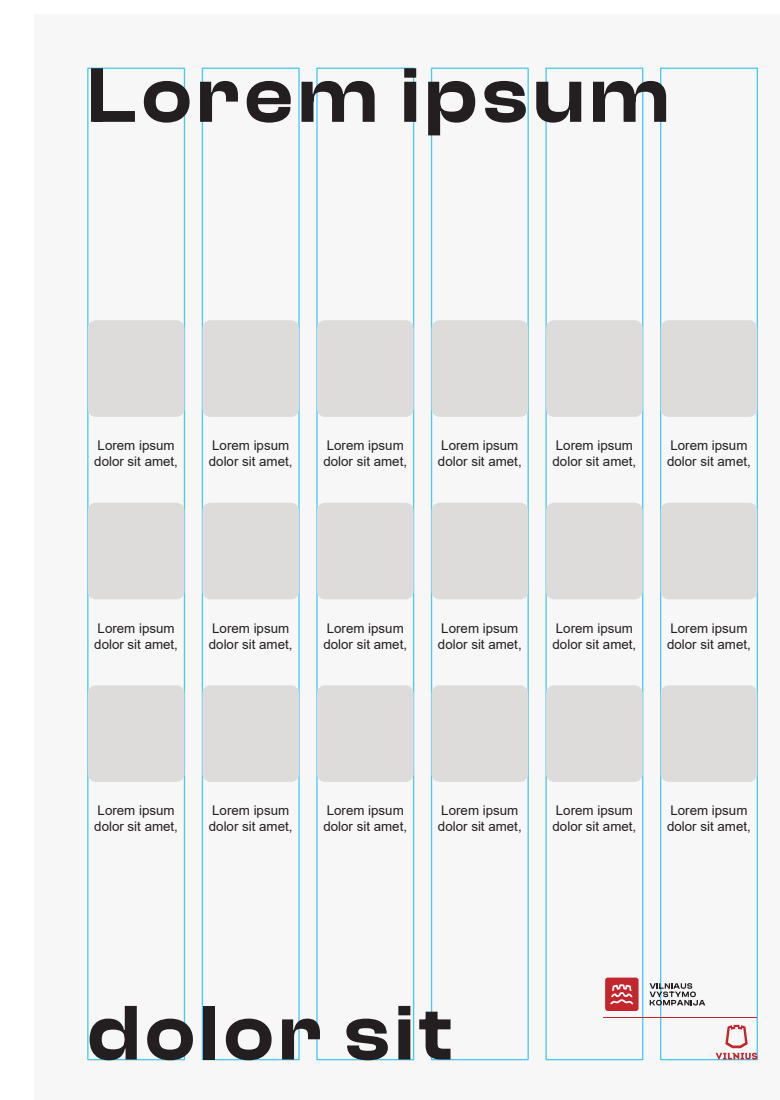 Lorem ipsum
Lorem ipsum Lorem ipsum Lorem ipsum Lorem ipsum Lorem ipsum Lorem ipsum
dolor sit amet, dolor sit amet, dolor sit amet, dolor sit amet, dolor sit amet, dolor sit amet,
Lorem ipsum Lorem ipsum Lorem ipsum Lorem ipsum Lorem ipsum Lorem ipsum
dolor sit amet, dolor sit amet, dolor sit amet, dolor sit amet, dolor sit amet, dolor sit amet,
Lorem ipsum Lorem ipsum Lorem ipsum Lorem ipsum Lorem ipsum Lorem ipsum
dolor sit amet, dolor sit amet, dolor sit amet, dolor sit amet, dolor sit amet, dolor sit amet,
dolor sit
VILNIAUS
VYSTYMO
KOMPANIJA
VILNIUS